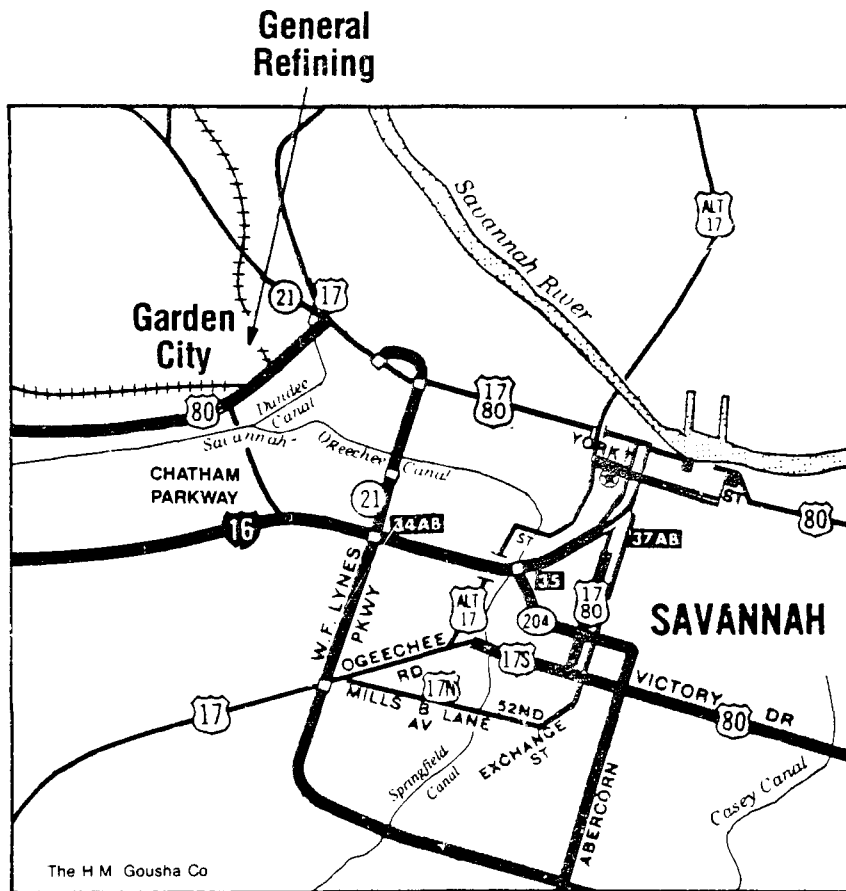 General
Refining
Savannah River
ALT
17
21
17
Garden
City
80
Dundee
Canal
17
80
Savannah-
Ogeechee Canal
YORK
ST
CHATHAM
PARKWAY
21
16
34AB
80
ST
37AB
35
W.F. LYNES
PKWY
ALT
17
17
80
204
SAVANNAH
OGEECHEE
RD
17S
17N
MILLS B
LANE
AV
52ND
VICTORY
DR
17
80
EXCHANGE
ST
Springfield
Canal
ABERCORN
Casey Canal
The H M Gousha Co